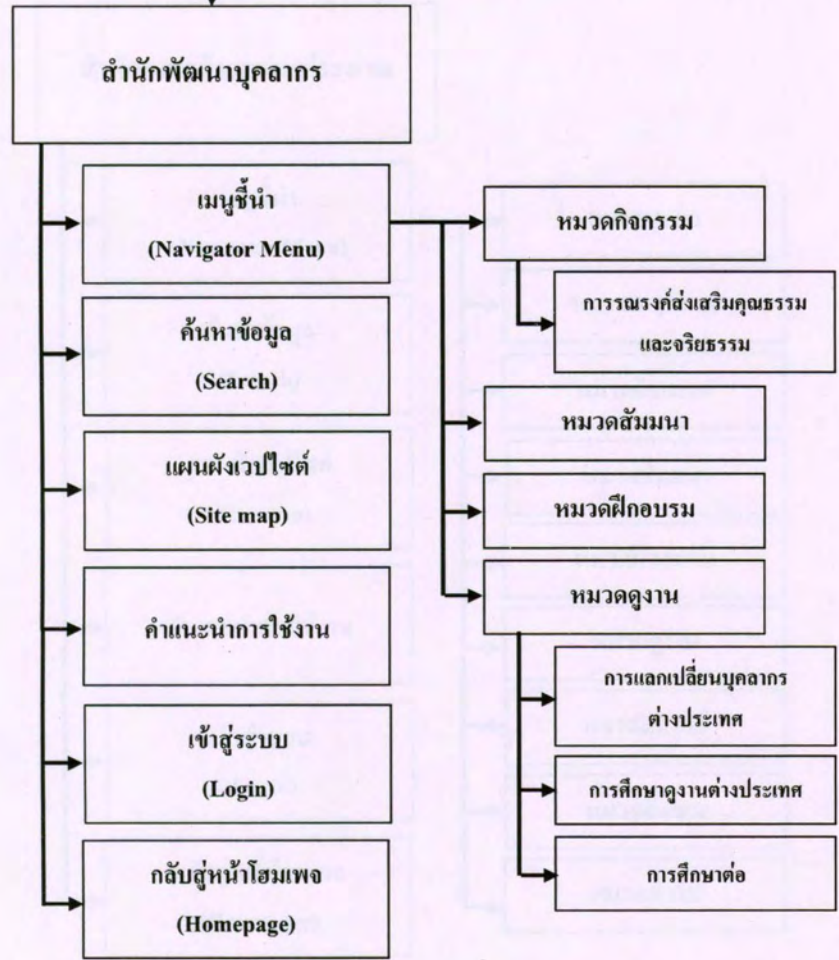 สำนักพัฒนาบุคลากร
เมนูชี้นำ
(Navigator Menu)
ค้นหาข้อมูล
(Search)
แผนผังเวปไซต์
(Site map)
คำแนะนำการใช้งาน
เข้าสู่ระบบ
(Login)
กลับสู่หน้าโฮมเพจ
(Homepage)
หมวดกิจกรรม
การรณรงค์ส่งเสริมคุณธรรม
และจริยธรรม
หมวดสัมมนา
หมวดฝึกอบรม
หมวดดูงาน
การแลกเปลี่ยนบุคลากร
ต่างประเทศ
การศึกษาดูงานต่างประเทศ
การศึกษาต่อ